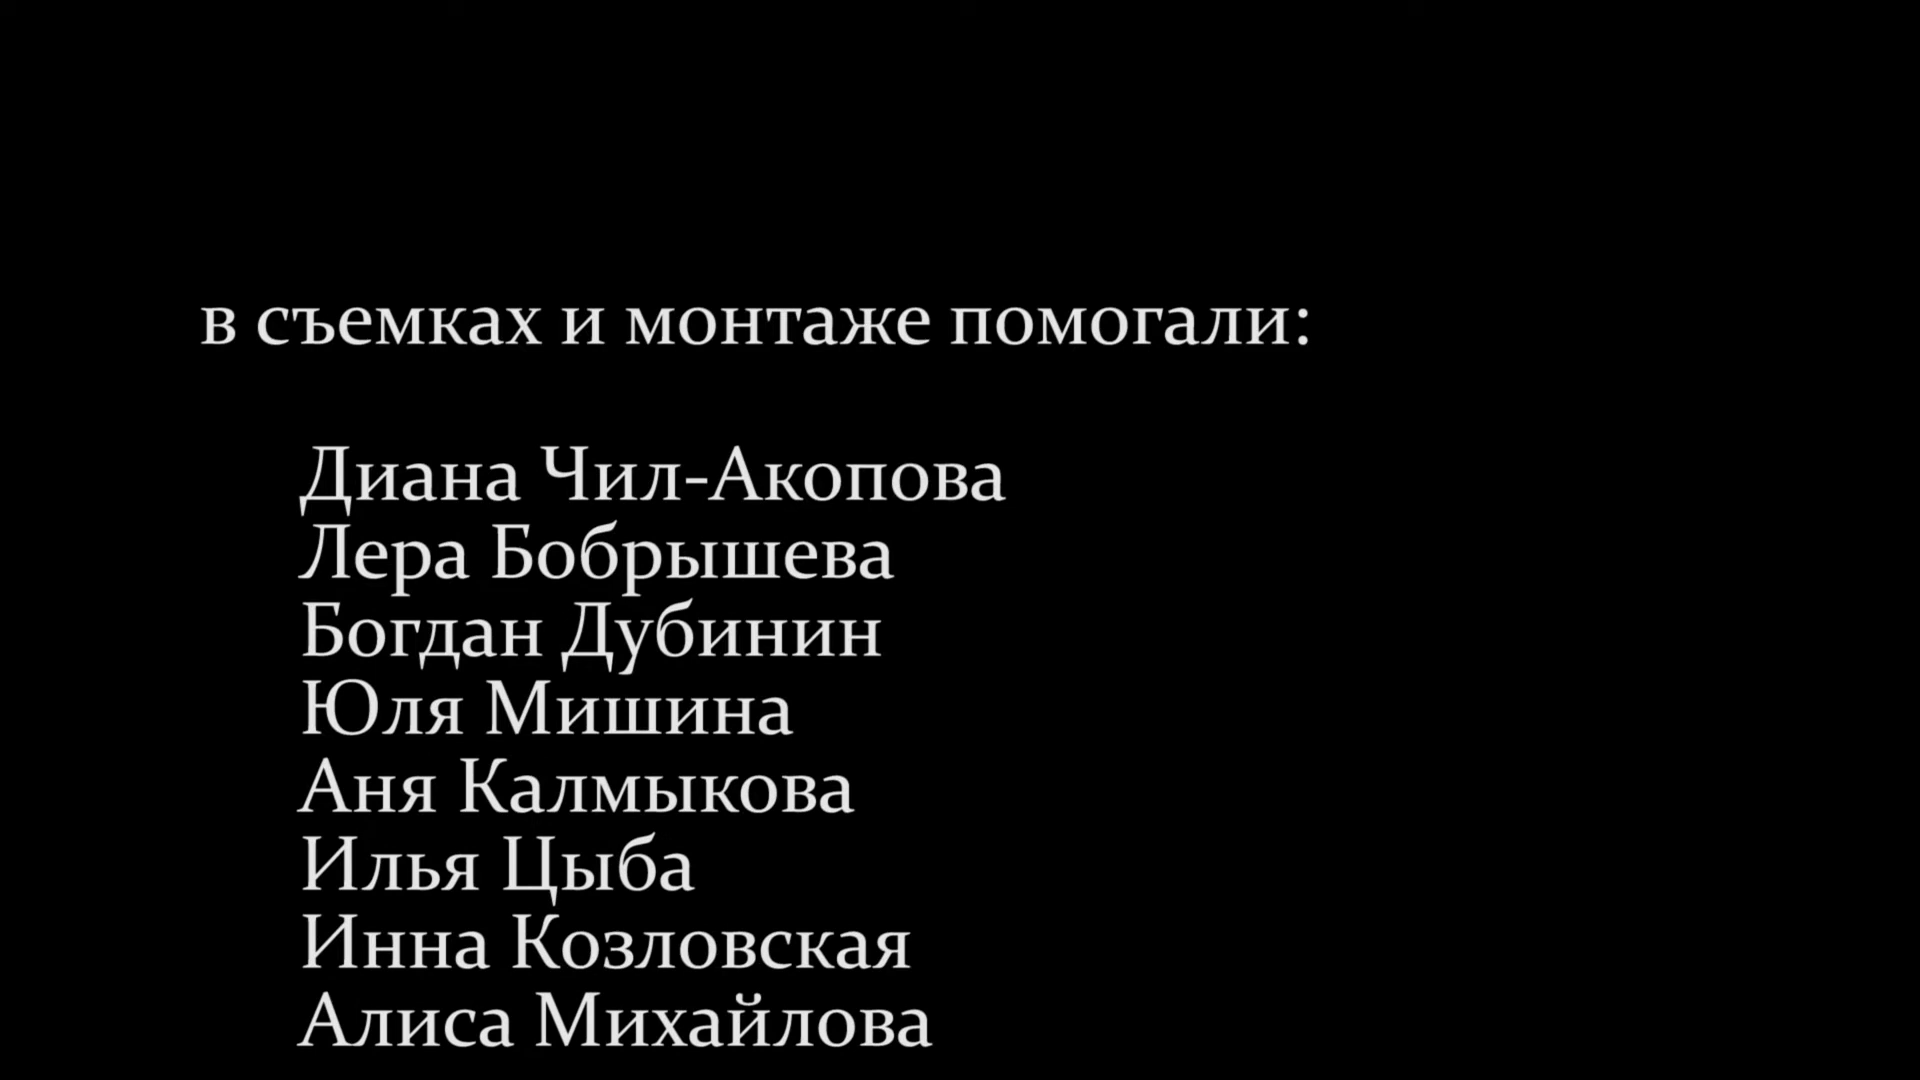 в съемках и монтаже помогали:
Диана Чил-Акопова
Лера Бобрышева
Богдан Дубинин
Юля Мишина
Аня Калмыкова
Илья Цыба
Инна Козловская
Алиса Михайлова